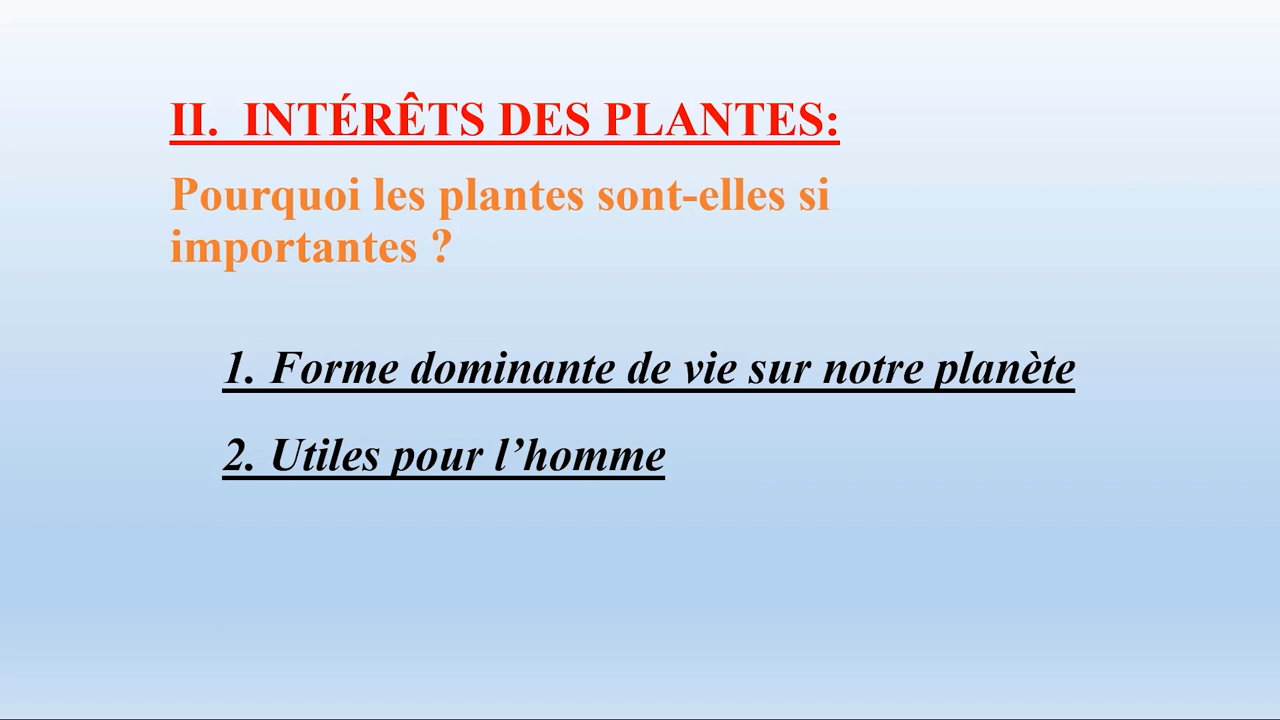 II. INTÉRÊTS DES PLANTES:
Pourquoi les plantes sont-elles si
importantes ?
1. Forme dominante de vie sur notre planète
2. Utiles pour l’homme